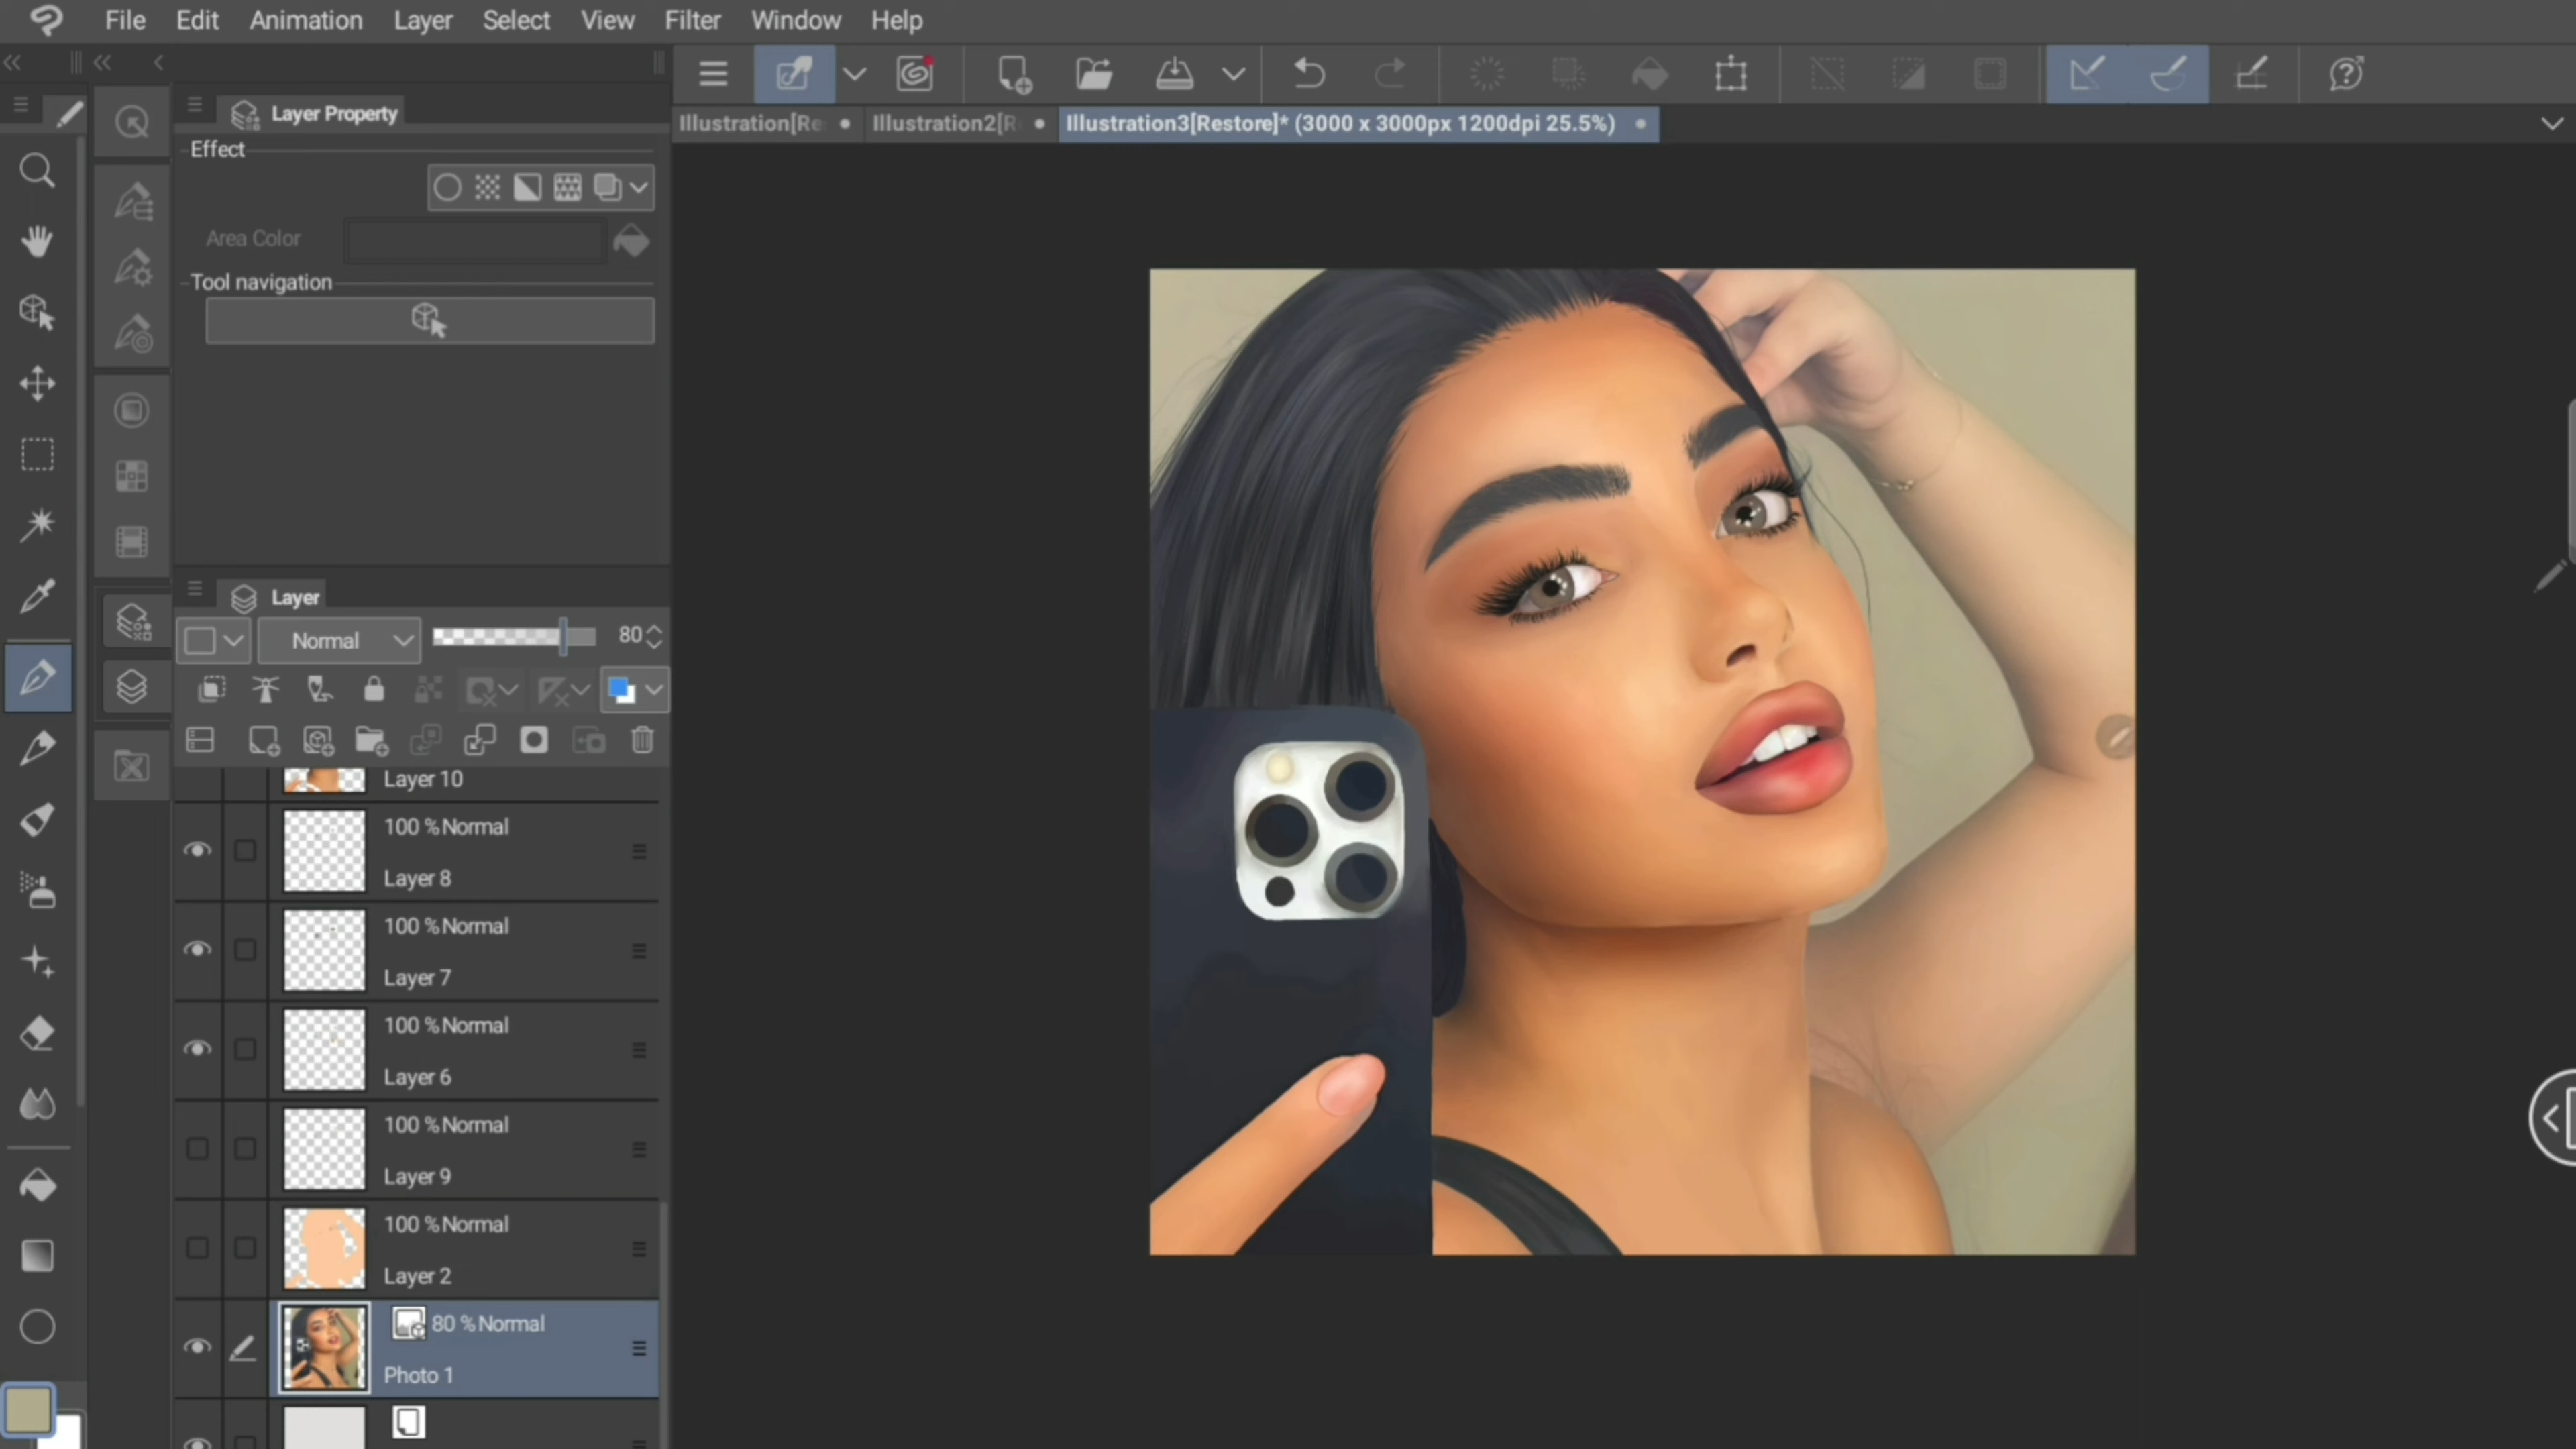 File Edit Animation Layer Select View Filter Window Help
Layer Property
Illustration[Re Illustration2[R Illustration3[Restore]* (3000 x 3000px 1200dpi 25.5%)
Effect
Area Color
Tool navigation
Layer
Normal 80
Layer 10
100 % Normal
Layer 8
100 % Normal
Layer 7
100 % Normal
Layer 6
100 % Normal
Layer 9
100 % Normal
Layer 2
80 % Normal
Photo 1